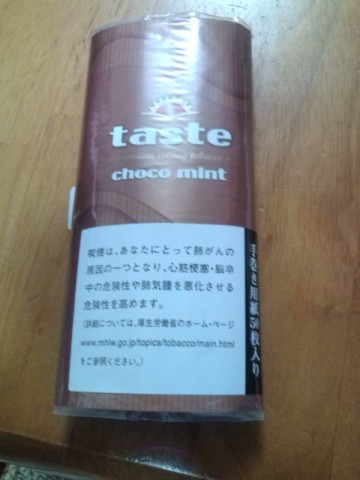 taste
premium rolling tobacco
choco mint
喫煙は、あなたにとって肺がんの
原因の一つとなり、心筋梗塞・脳卒
中の危険性や肺気腫を悪化させる
危険性を高めます。
(詳細については、厚生労働省のホーム・ページ
www.mhlw.go.jp/topics/tobacco/main.html
をご参照ください。)
手巻き用紙50枚入り